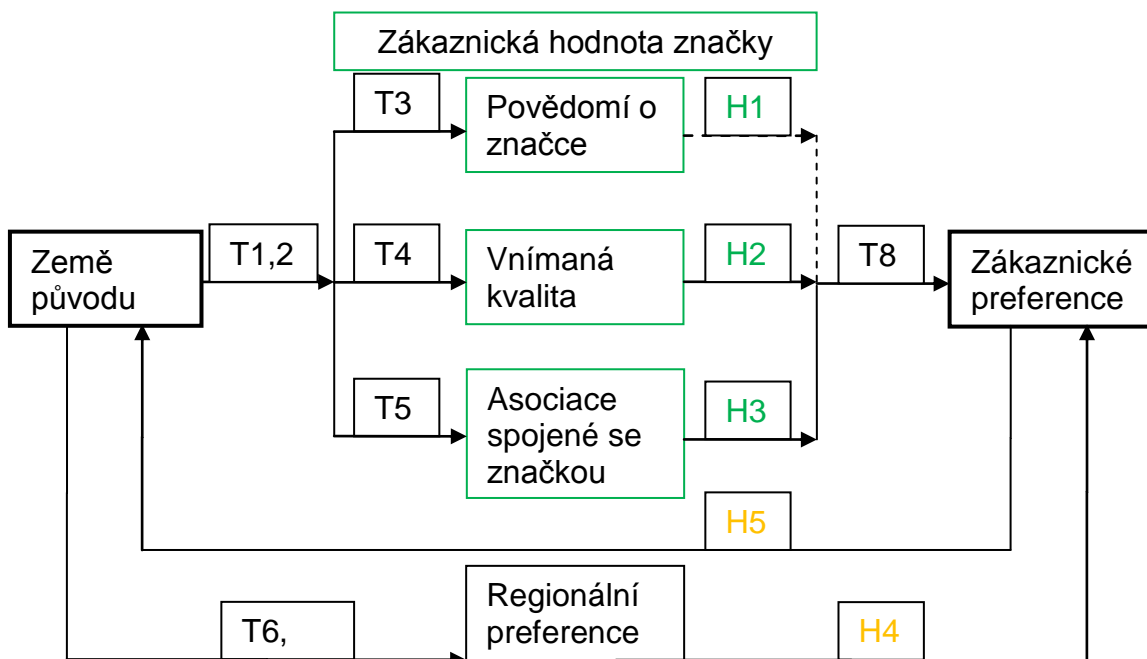 Zákaznická hodnota značky
T3
Povědomí o
značce
H1
Země
původu
T1,2
T4
Vnímaná
kvalita
H2
T8
Zákaznické
preference
T5
Asociace
spojené se
značkou
H3
H5
T6,
Regionální
preference
H4